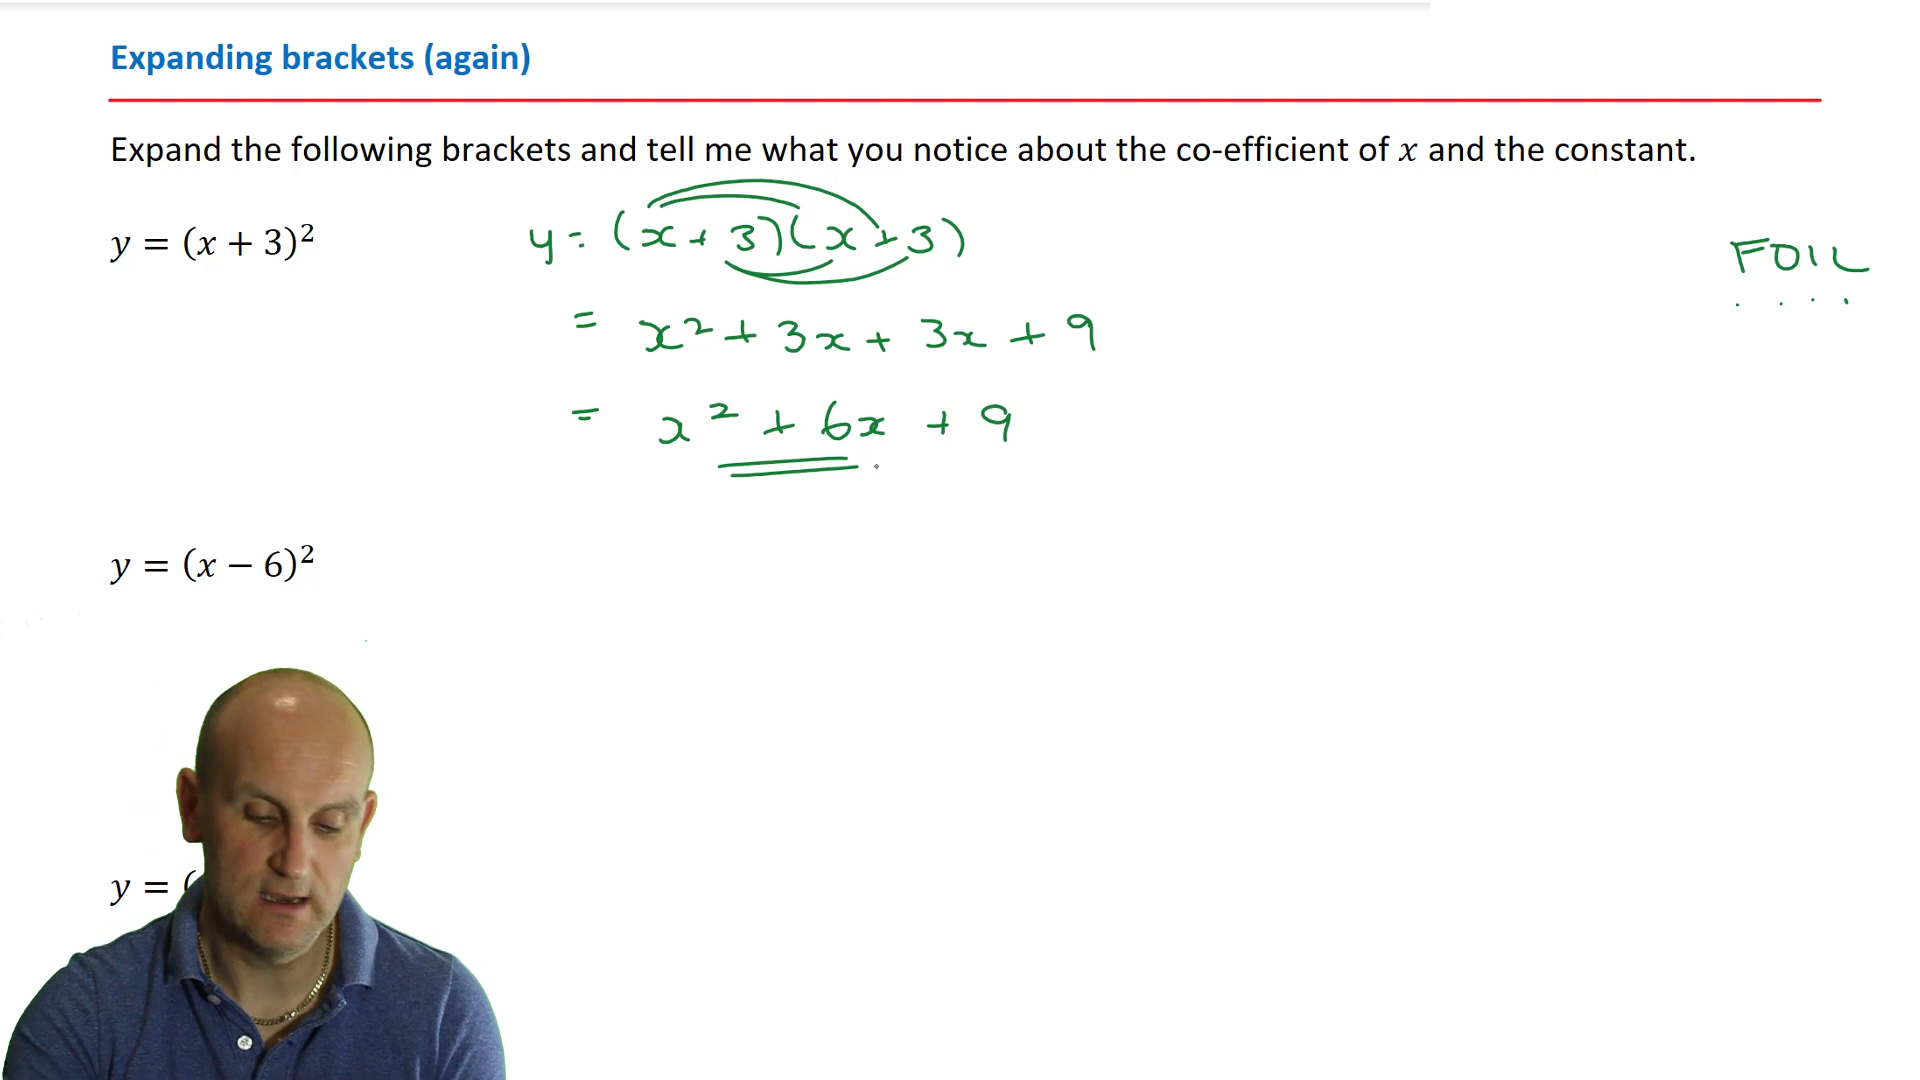 Expanding brackets (again)
Expand the following brackets and tell me what you notice about the co-efficient of x and the constant.
y = (x + 3)²
y = (x + 3)(x + 3)
FOIL
= x² + 3x + 3x + 9
= x² + 6x + 9
y = (x − 6)²
y = (